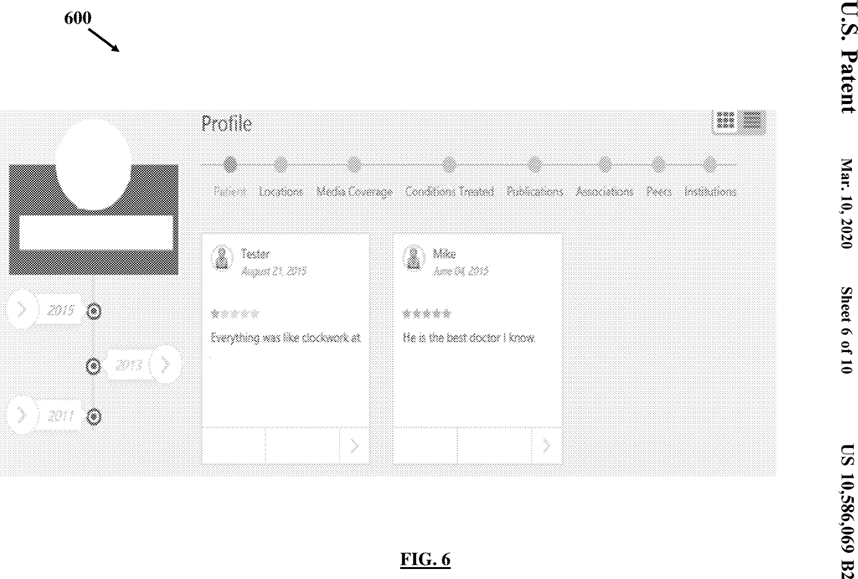 U.S. Patent
Mar. 10, 2020
Sheet 6 of 10
US 10,586,069 B2
600
Profile
Patient Locations Media Coverage Conditions Treated Publications Associations Peers Institutions
Tester
August 21, 2015
Everything was like clockwork at
Mike
June 04, 2015
He is the best doctor I know.
2015
2013
2011
FIG. 6